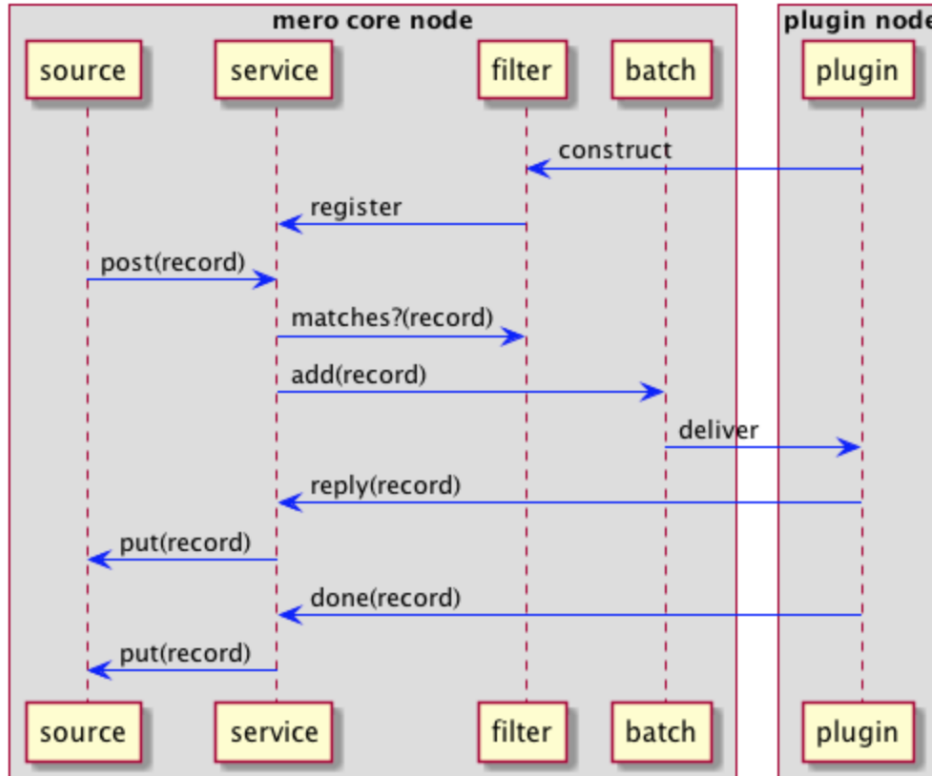 mero core node
plugin node
source service filter batch plugin
construct
register
post(record)
matches?(record)
add(record)
deliver
reply(record)
put(record)
done(record)
put(record)
source service filter batch plugin